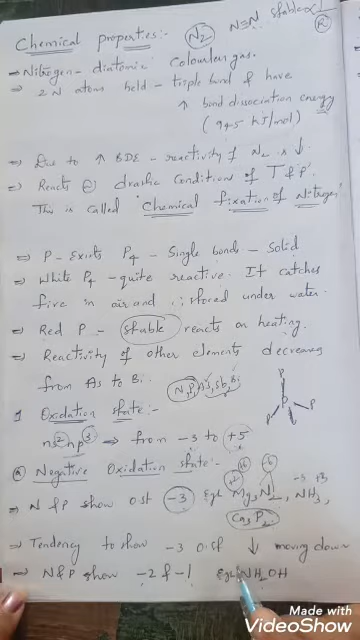 Chemical properties:- N₂ N≡N Stable ∝ 1/R
→ Nitrogen - diatomic Colourless gas.
→ 2 N atoms held - triple bond & have
↑ bond dissociation energy
(945 kJ/mol)
→ Due to ↑ BDE - reactivity of N₂ is ↓.
→ Reacts @ drastic condition of T & P.
This is called 'Chemical fixation of Nitrogen'
⇒ P - Exists P₄ - Single bonds - Solid
⇒ White P₄ - quite reactive. It catches
fire in air and ∴ stored under water.
⇒ Red P - stable reacts on heating.
⇒ Reactivity of other elements decreases
from As to Bi. N, P, As, Sb, Bi
P
P
P P
1 Oxidation state:-
ns² np³ ⇒ from -3 to +5
ⓐ Negative Oxidation state:-
⇒ N & P show o.st -3 Eg:- Mg₃N₂, NH₃,
Ca₃P₂
⇒ Tendency to show -3 o.st ↓ moving down
⇒ N & P show -2 & -1 Eg:- NH₂OH
Made With VivaVideo